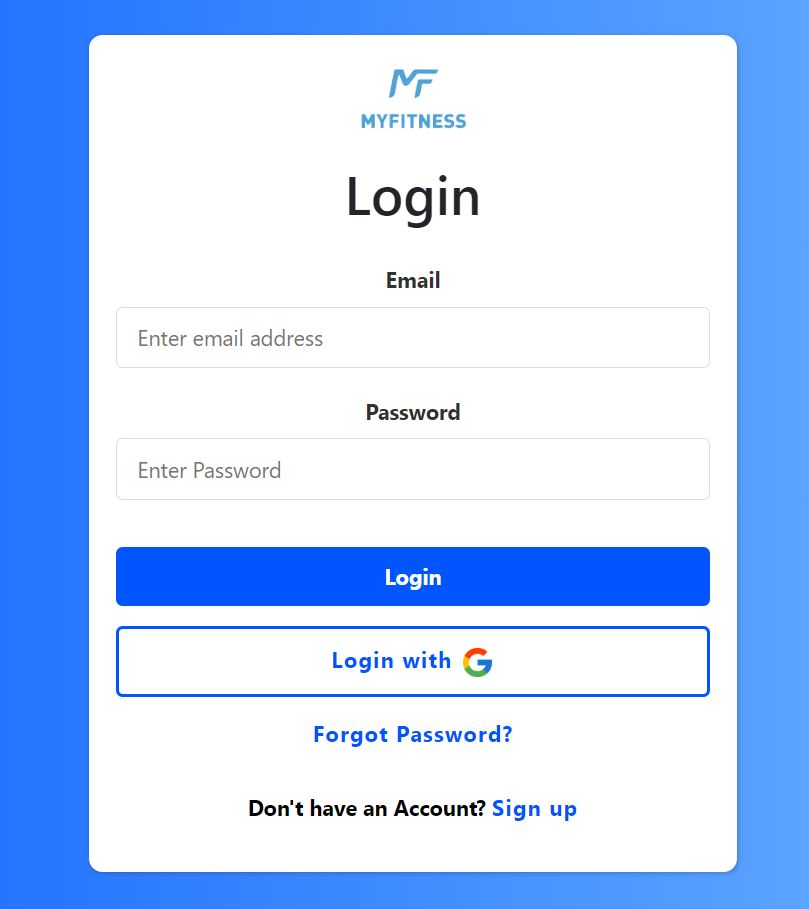 MF
MYFITNESS
Login
Email
Enter email address
Password
Enter Password
Login
Login with G
Forgot Password?
Don't have an Account? Sign up